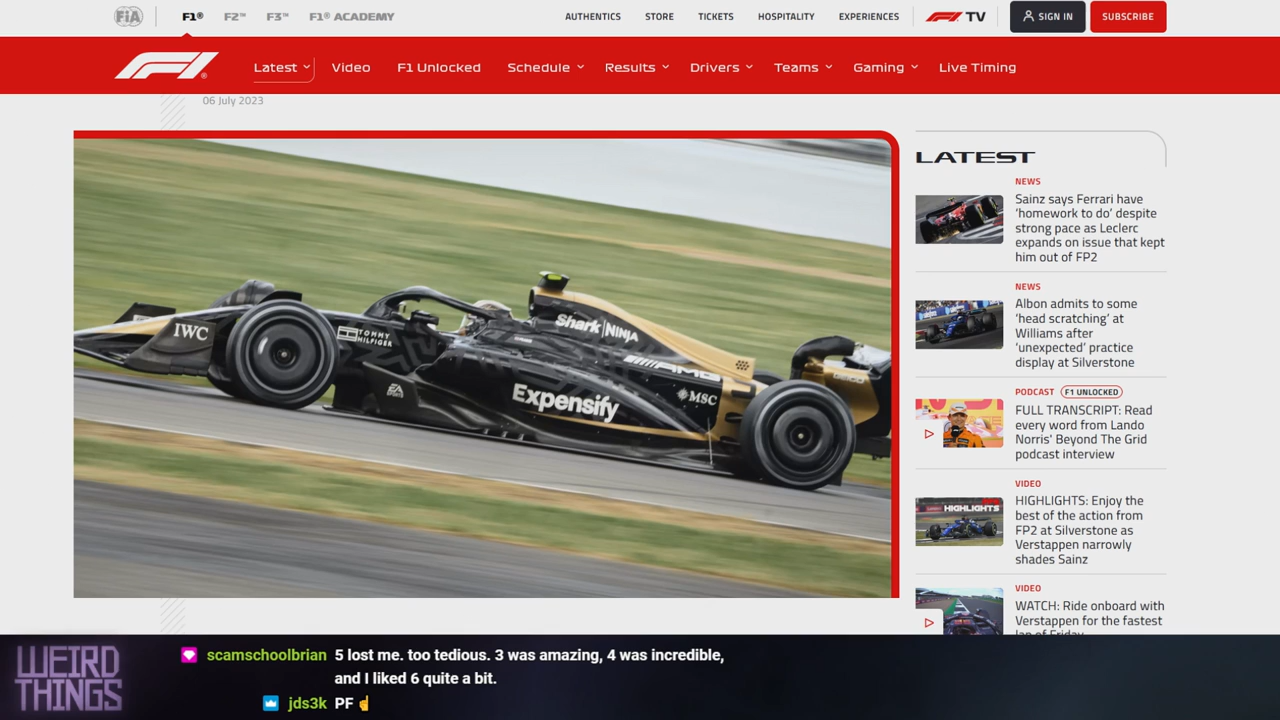 FIA
F1®
F2™
F3™
F1® ACADEMY
AUTHENTICS
STORE
TICKETS
HOSPITALITY
EXPERIENCES
F1 TV
SIGN IN
SUBSCRIBE
Latest
Video
F1 Unlocked
Schedule
Results
Drivers
Teams
Gaming
Live Timing
06 July 2023
IWC
TOMMY
HILFIGER
Shark|NINJA
AMG
EA
SPORTS
Expensify
MSC
GEICO
LATEST
NEWS
Sainz says Ferrari have
‘homework to do’ despite
strong pace as Leclerc
expands on issue that kept
him out of FP2
NEWS
Albon admits to some
‘head scratching’ at
Williams after
‘unexpected’ practice
display at Silverstone
PODCAST F1 UNLOCKED
FULL TRANSCRIPT: Read
every word from Lando
Norris’ Beyond The Grid
podcast interview
VIDEO
HIGHLIGHTS
HIGHLIGHTS: Enjoy the
best of the action from
FP2 at Silverstone as
Verstappen narrowly
shades Sainz
VIDEO
WATCH: Ride onboard with
Verstappen for the fastest
lap of Friday
WEIRD
THINGS
scamschoolbrian 5 lost me. too tedious. 3 was amazing, 4 was incredible,
and I liked 6 quite a bit.
jds3k PF ☝